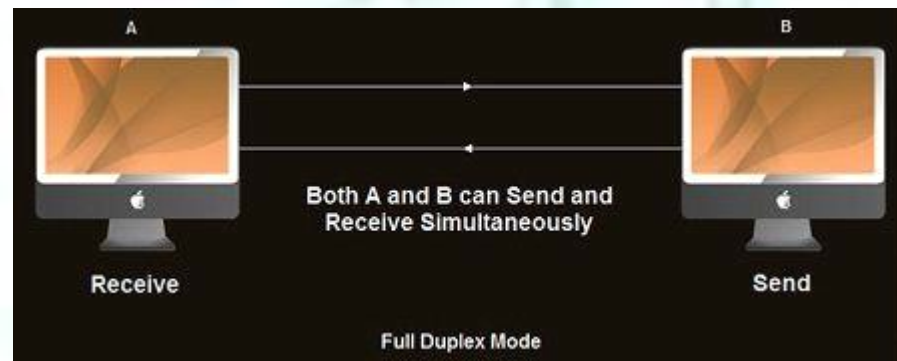 A
B
Both A and B can Send and
Receive Simultaneously
Receive
Send
Full Duplex Mode